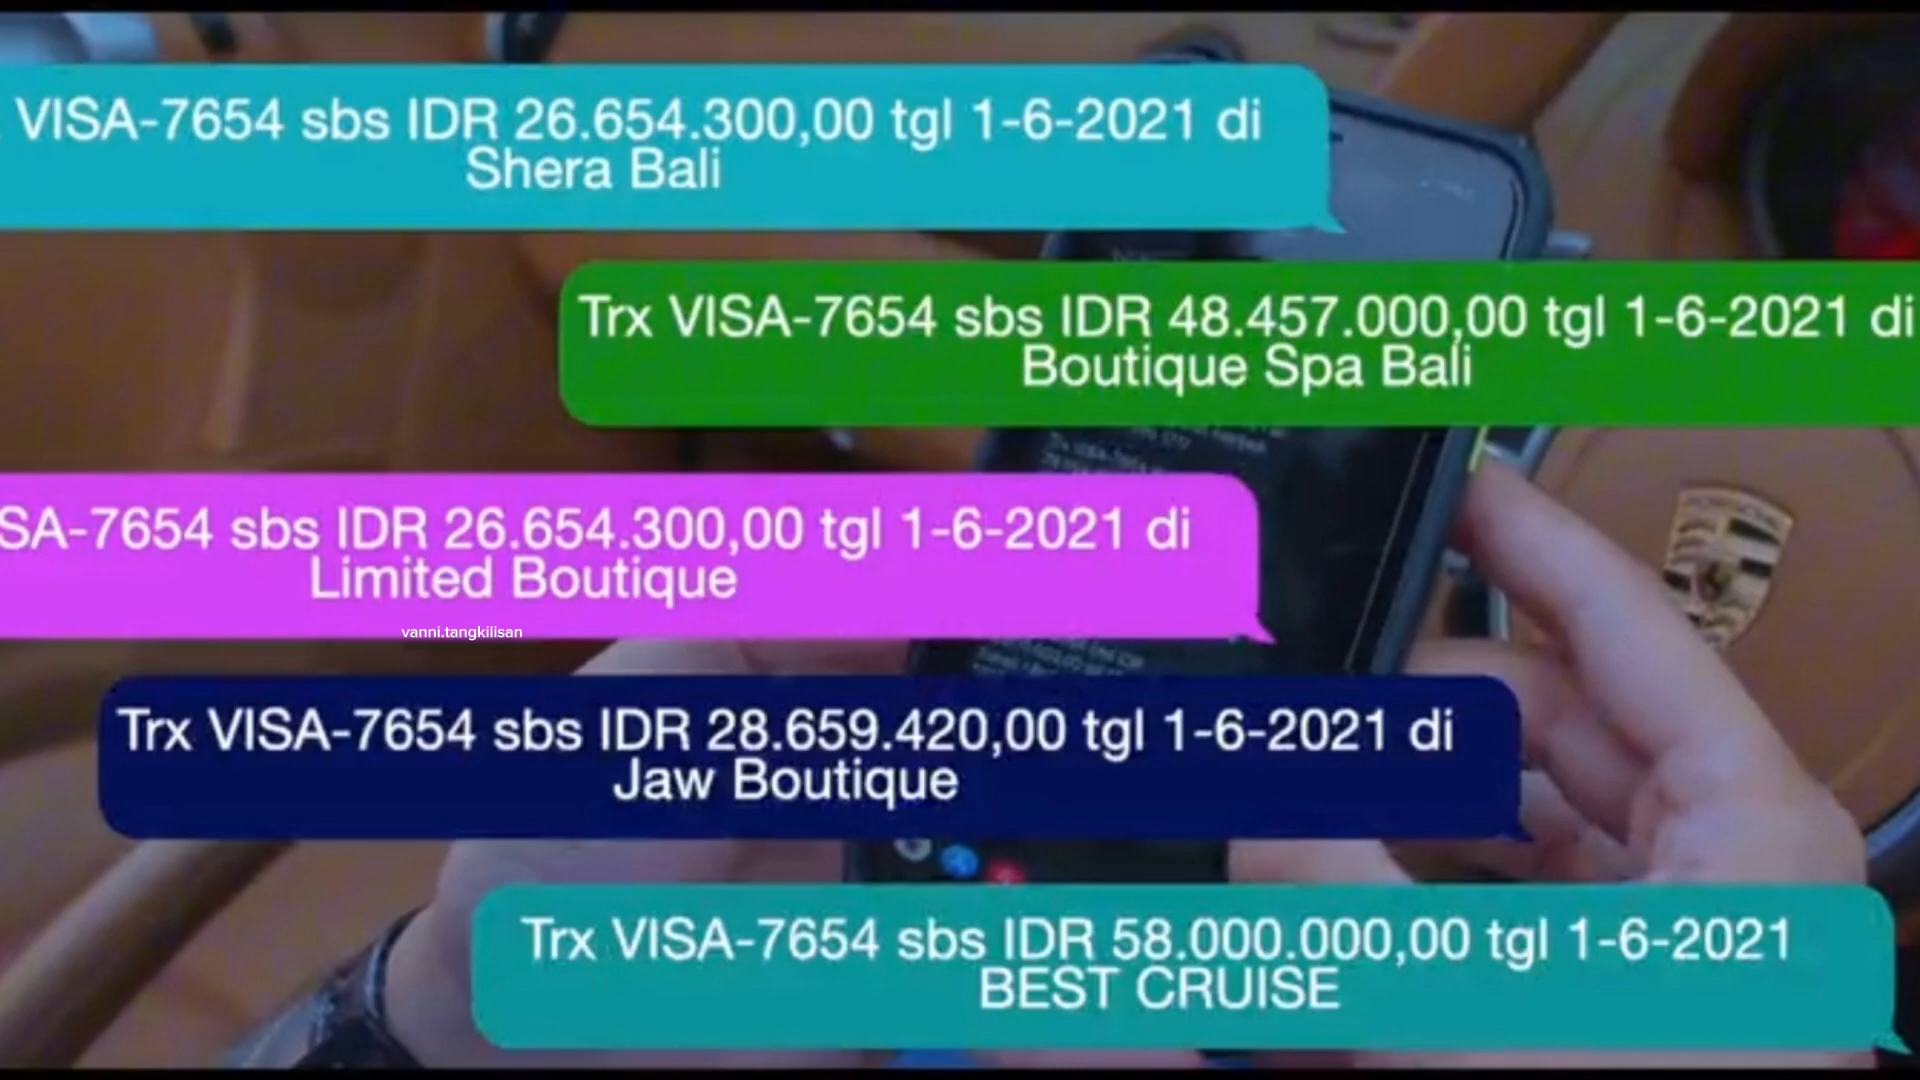 VISA-7654 sbs IDR 26.654.300,00 tgl 1-6-2021 di
Shera Bali
Trx VISA-7654 sbs IDR 48.457.000,00 tgl 1-6-2021 di
Boutique Spa Bali
SA-7654 sbs IDR 26.654.300,00 tgl 1-6-2021 di
Limited Boutique
vanni.tangkilisan
Trx VISA-7654 sbs IDR 28.659.420,00 tgl 1-6-2021 di
Jaw Boutique
Trx VISA-7654 sbs IDR 58.000.000,00 tgl 1-6-2021
BEST CRUISE